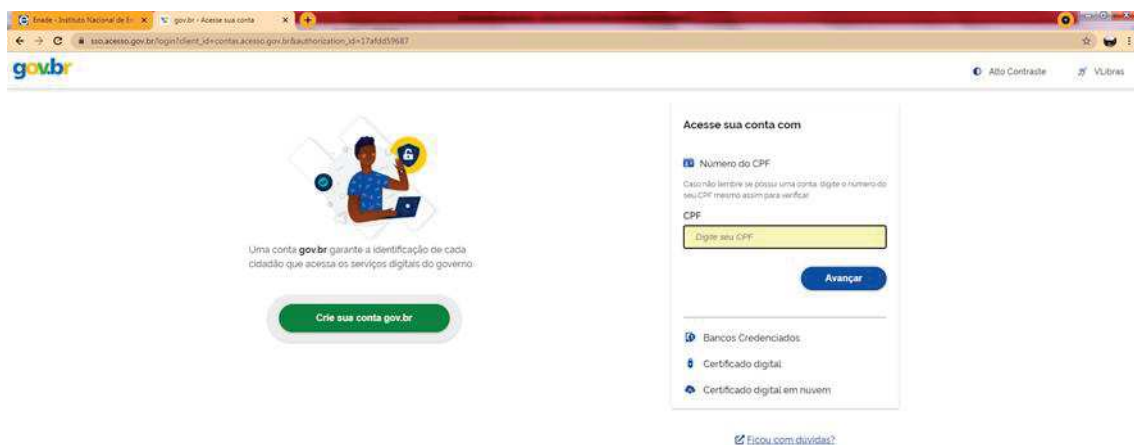 Enade - Instituto Nacional de E
gov.br - Acesse sua conta
sso.acesso.gov.br/login?client_id=contas.acesso.gov.br&authorization_id=17afdd59687
gov.br
Alto Contraste
VLibras
Uma conta gov.br garante a identificação de cada
cidadão que acessa os serviços digitais do governo.
Crie sua conta gov.br
Acesse sua conta com
Número do CPF
Caso não lembre se possui uma conta, digite o número do
seu CPF mesmo assim para verificar.
CPF
Digite seu CPF
Avançar
Bancos Credenciados
Certificado digital
Certificado digital em nuvem
Ficou com dúvidas?